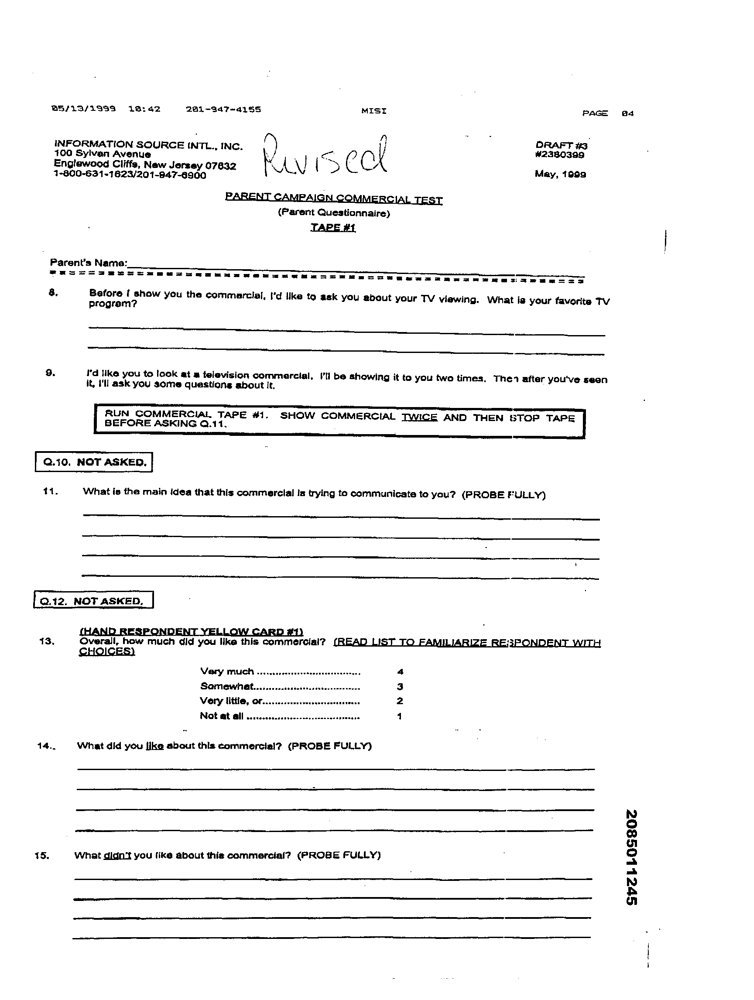 05/13/1999 10:42 201-947-4155 MISI PAGE 04
INFORMATION SOURCE INTL., INC.
100 Sylvan Avenue
Englewood Cliffs, New Jersey 07632
1-800-631-1623/201-947-6900
Revised
DRAFT #3
#2380399
May, 1999
PARENT CAMPAIGN COMMERCIAL TEST
(Parent Questionnaire)
TAPE #1
Parent's Name:
8. Before I show you the commercial, I'd like to ask you about your TV viewing. What is your favorite TV
program?
9. I'd like you to look at a television commercial. I'll be showing it to you two times. Then after you've seen
it, I'll ask you some questions about it.
RUN COMMERCIAL TAPE #1. SHOW COMMERCIAL TWICE AND THEN STOP TAPE
BEFORE ASKING Q.11.
Q.10. NOT ASKED.
11. What is the main idea that this commercial is trying to communicate to you? (PROBE FULLY)
Q.12. NOT ASKED.
(HAND RESPONDENT YELLOW CARD #1)
13. Overall, how much did you like this commercial? (READ LIST TO FAMILIARIZE RESPONDENT WITH
CHOICES)
Very much ................................. 4
Somewhat.................................. 3
Very little, or............................... 2
Not at all .................................... 1
14. What did you like about this commercial? (PROBE FULLY)
15. What didn't you like about this commercial? (PROBE FULLY)
2085011245